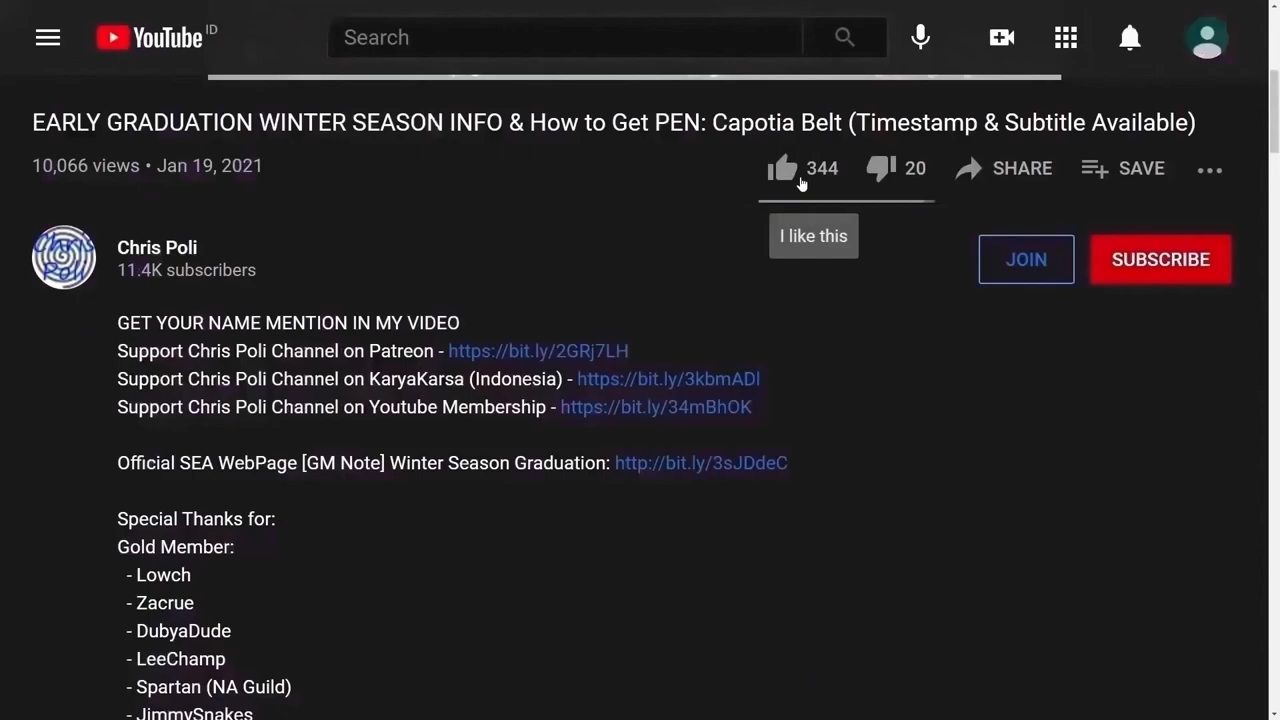 YouTube ID
Search
EARLY GRADUATION WINTER SEASON INFO & How to Get PEN: Capotia Belt (Timestamp & Subtitle Available)
10,066 views • Jan 19, 2021
344 20 SHARE SAVE
I like this
Chris Poli
11.4K subscribers
JOIN SUBSCRIBE
GET YOUR NAME MENTION IN MY VIDEO
Support Chris Poli Channel on Patreon - https://bit.ly/2GRj7LH
Support Chris Poli Channel on KaryaKarsa (Indonesia) - https://bit.ly/3kbmADl
Support Chris Poli Channel on Youtube Membership - https://bit.ly/34mBhOK
Official SEA WebPage [GM Note] Winter Season Graduation: http://bit.ly/3sJDdeC
Special Thanks for:
Gold Member:
- Lowch
- Zacrue
- DubyaDude
- LeeChamp
- Spartan (NA Guild)
- JimmySnakes